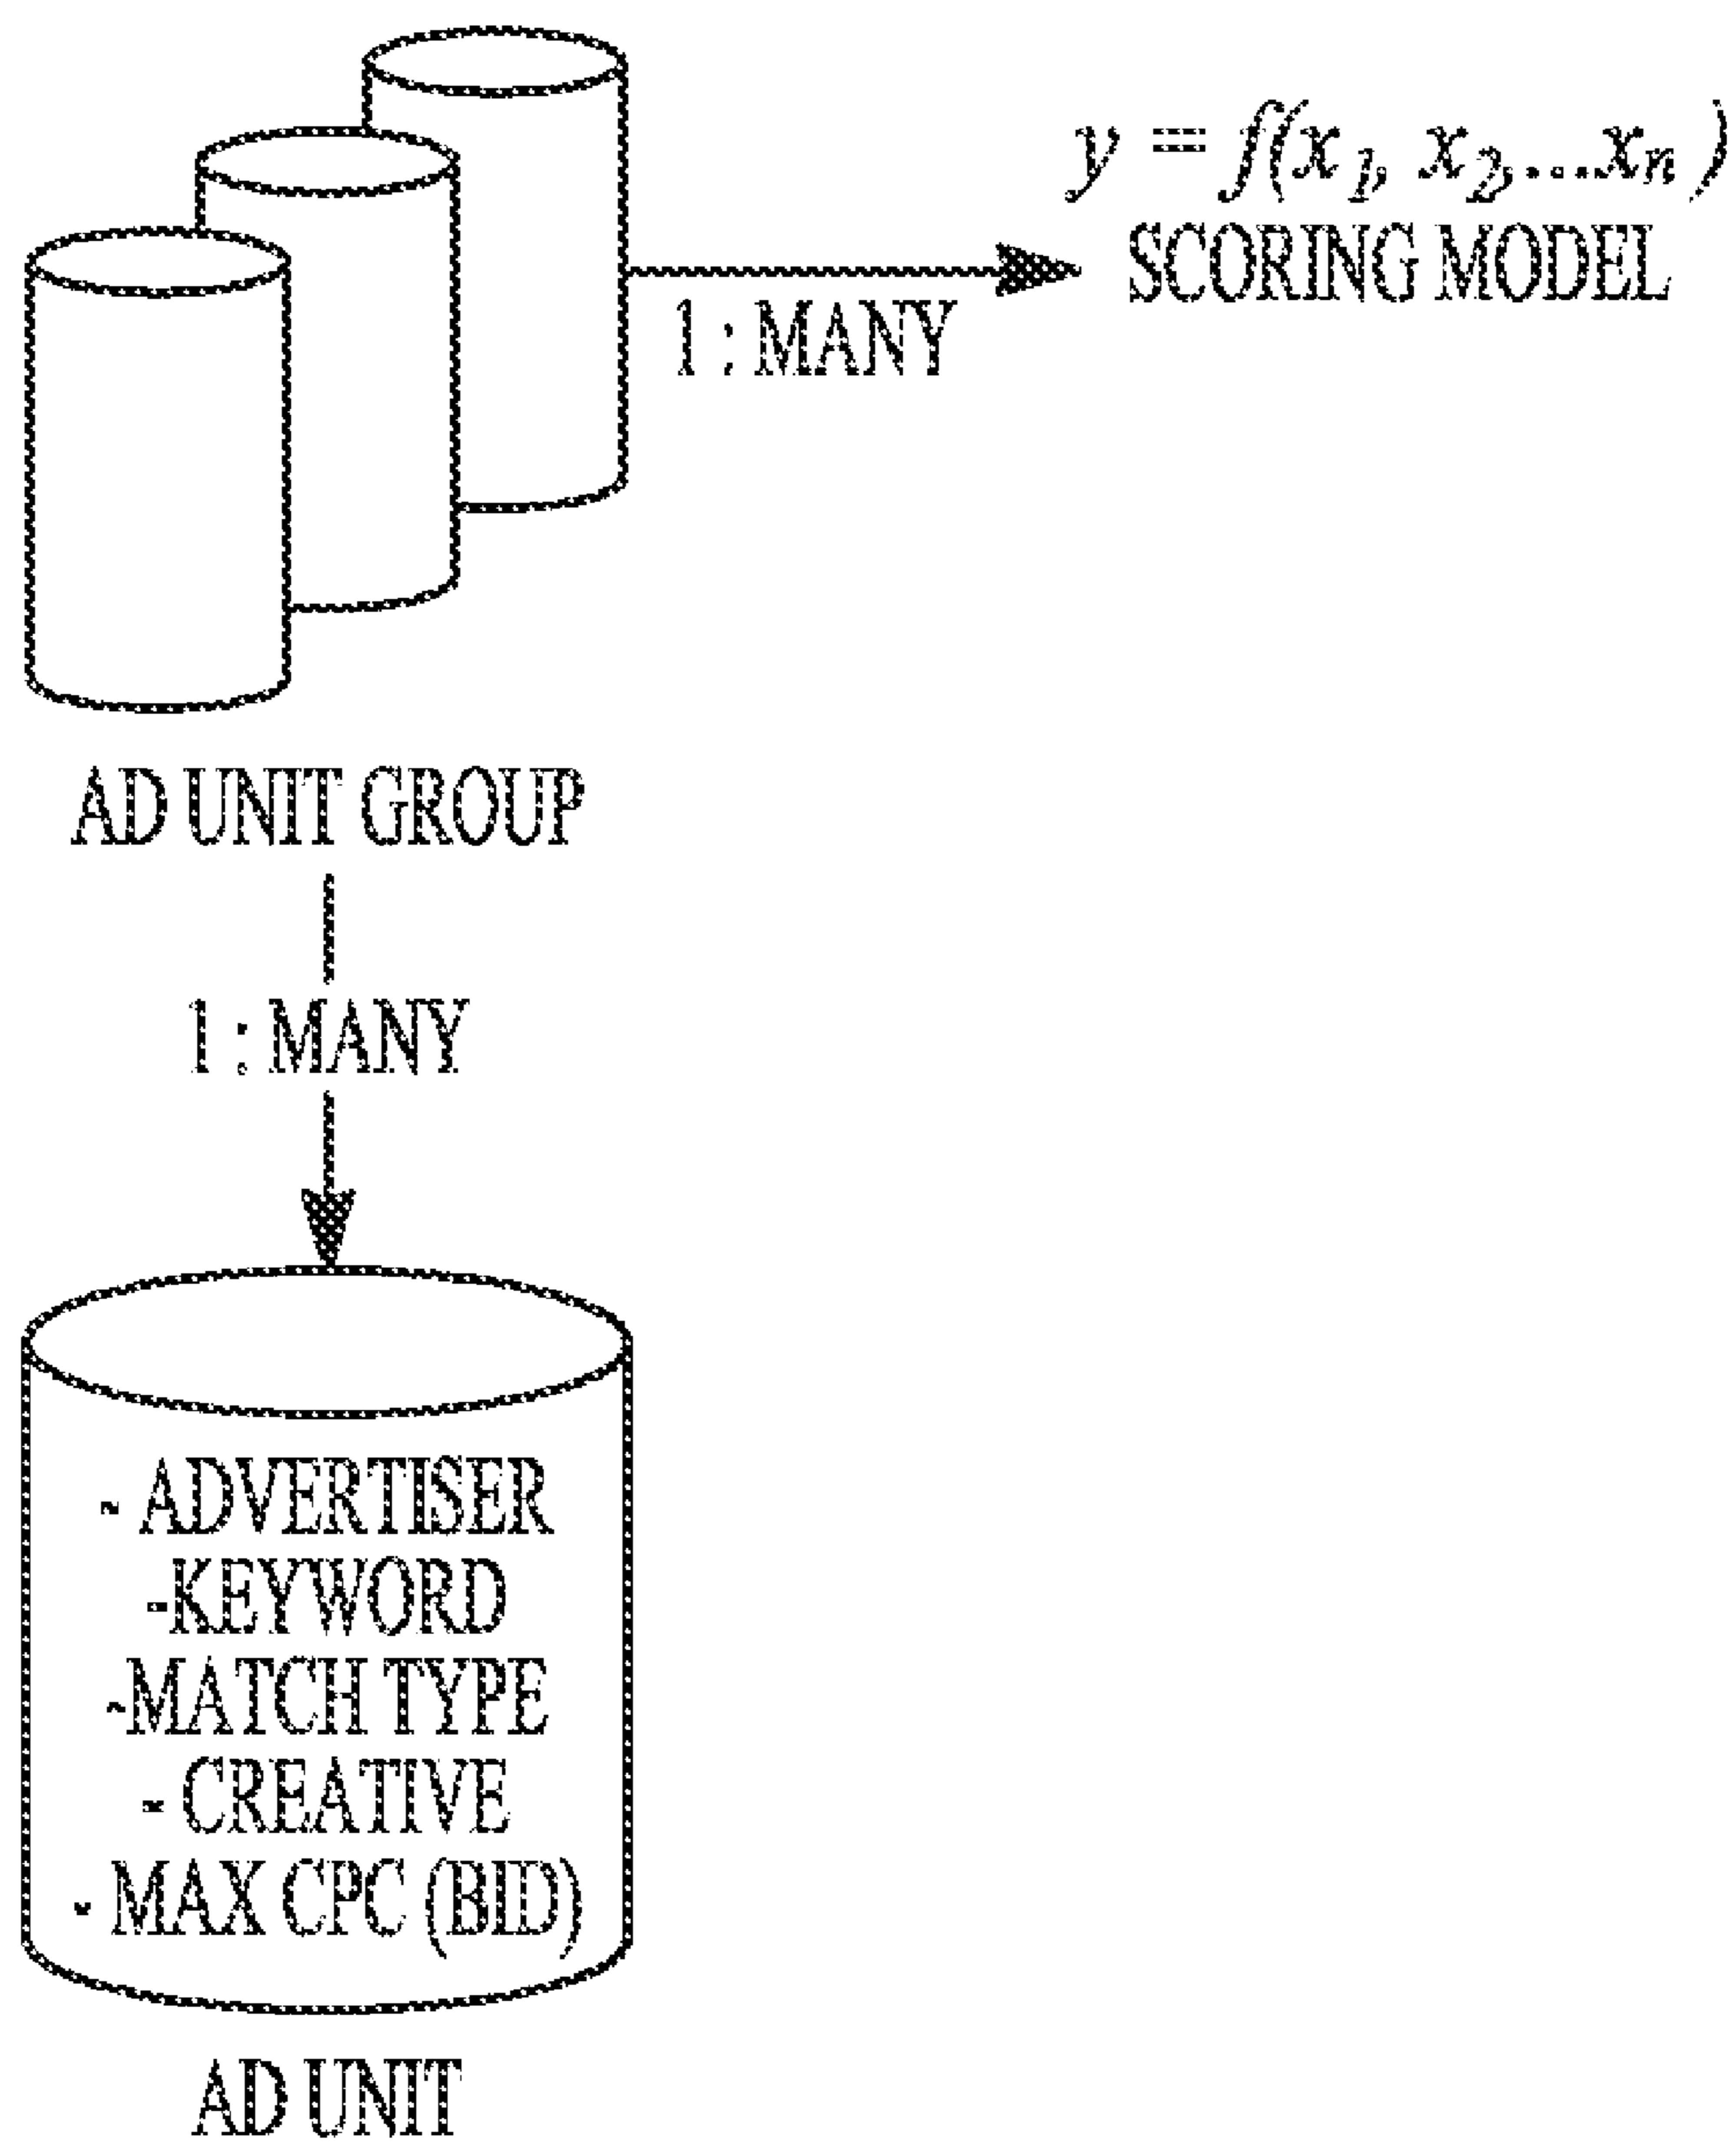 y = f(x1, x2,...xn)
SCORING MODEL
1 : MANY
AD UNIT GROUP
1 : MANY
- ADVERTISER
-KEYWORD
-MATCH TYPE
- CREATIVE
- MAX CPC (BID)
AD UNIT